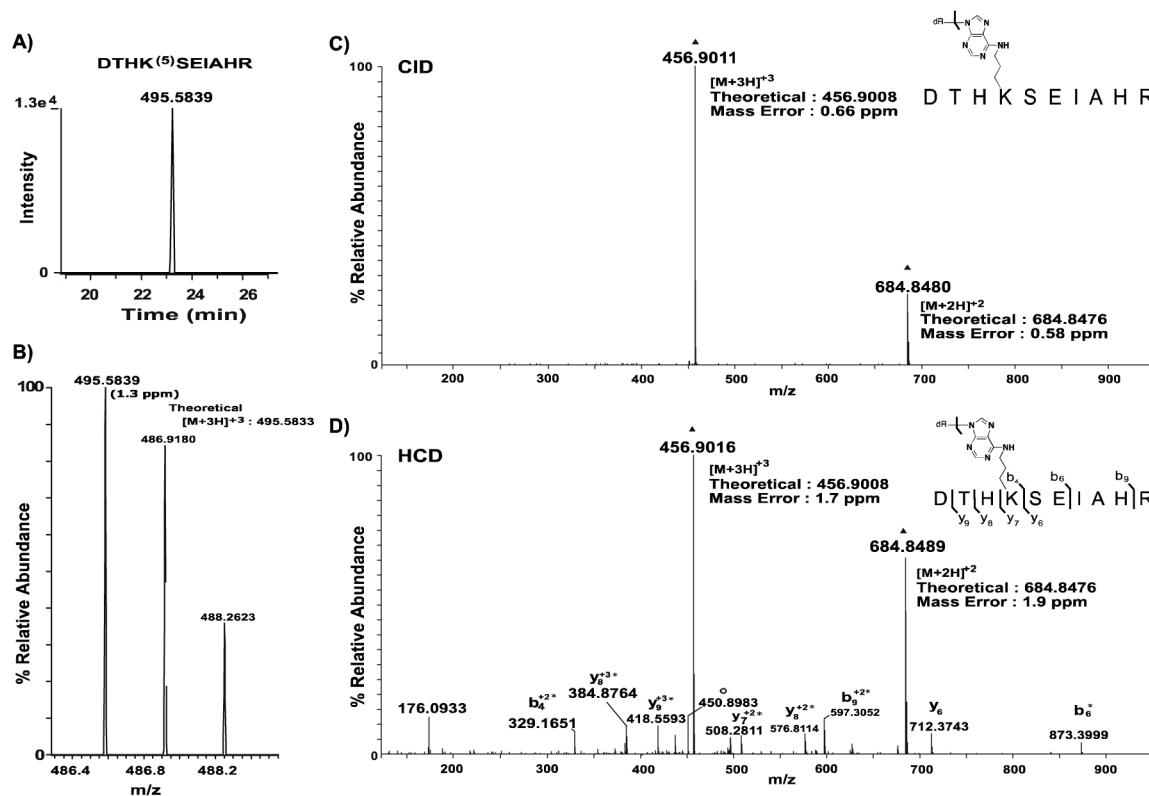 A)
DTHK(5)SEIAHR
495.5839
1.3e4
Intensity
0
20 22 24 26
Time (min)
B)
495.5839
100
(1.3 ppm)
Theoretical
[M+3H]+3 : 495.5833
486.9180
488.2623
% Relative Abundance
0
486.4 486.8 488.2
m/z
C)
CID
100
456.9011
[M+3H]+3
Theoretical : 456.9008
Mass Error : 0.66 ppm
dR
N
N
N
N
NH
D T H K S E I A H R
684.8480
[M+2H]+2
Theoretical : 684.8476
Mass Error : 0.58 ppm
% Relative Abundance
0
200 300 400 500 600 700 800 900
m/z
D)
HCD
100
456.9016
[M+3H]+3
Theoretical : 456.9008
Mass Error : 1.7 ppm
dR
N
N
N
N
NH
b4 b6 b9
D T H K S E I A H R
y9 y8 y7 y6
684.8489
[M+2H]+2
Theoretical : 684.8476
Mass Error : 1.9 ppm
% Relative Abundance
176.0933
b4+2*
329.1651
y8+3*
384.8764
y9+3*
418.5593
450.8983
y7+2*
508.2811
y8+2*
576.8114
b9+2*
597.3052
y6
712.3743
b6*
873.3999
0
200 300 400 500 600 700 800 900
m/z